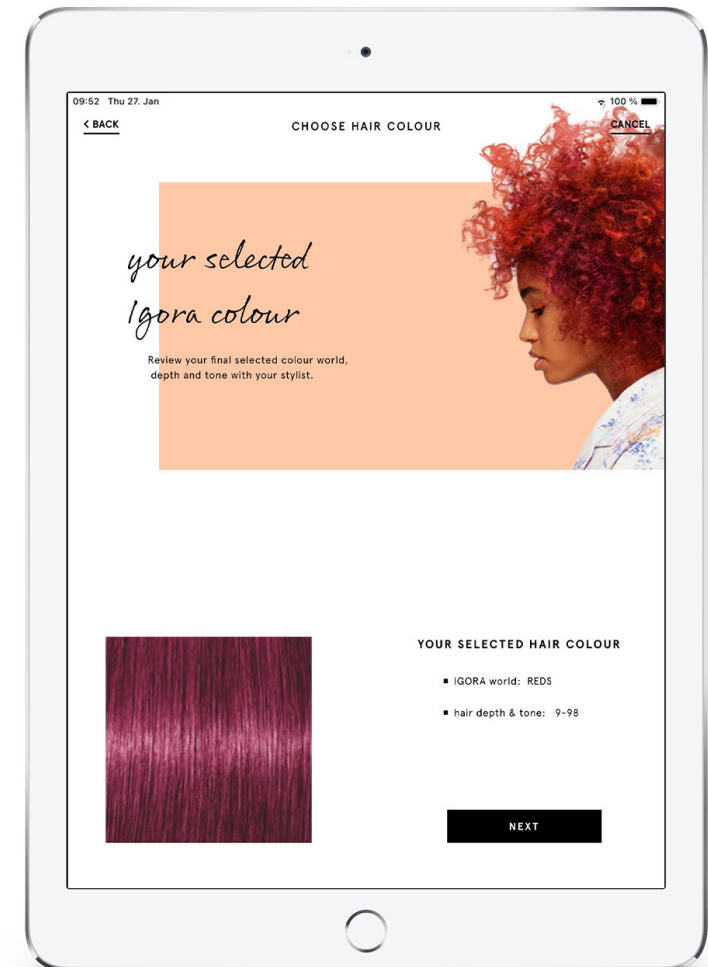 09:52 Thu 27. Jan
100 %
< BACK
CHOOSE HAIR COLOUR
CANCEL
your selected
Igora colour
Review your final selected colour world,
depth and tone with your stylist.
YOUR SELECTED HAIR COLOUR
▪ IGORA world: REDS
▪ hair depth & tone: 9-98
NEXT